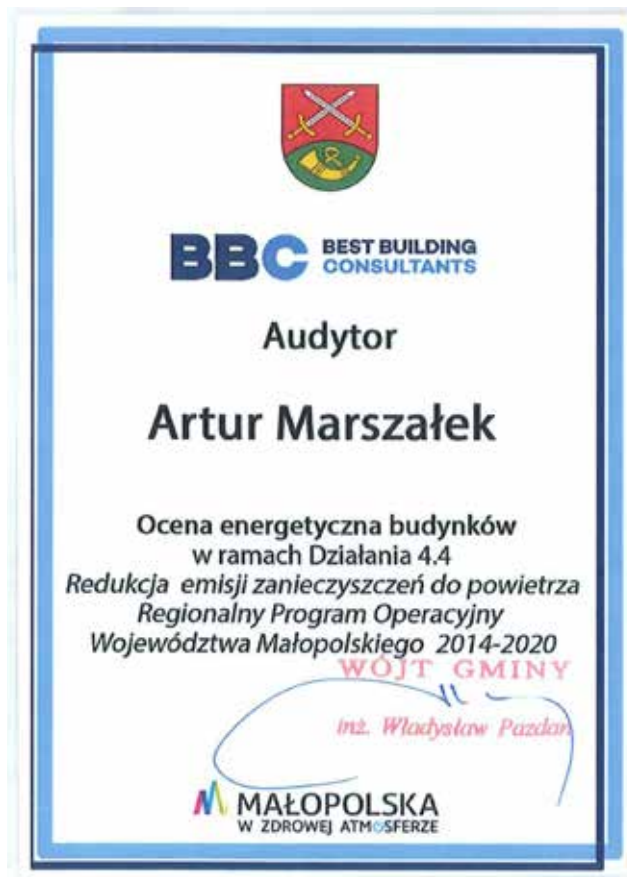 BBC BEST BUILDING
CONSULTANTS
Audytor
Artur Marszałek
Ocena energetyczna budynków
w ramach Działania 4.4
Redukcja emisji zanieczyszczeń do powietrza
Regionalny Program Operacyjny
Województwa Małopolskiego 2014-2020
WÓJT GMINY
inż. Władysław Pazdan
MAŁOPOLSKA
W ZDROWEJ ATMOSFERZE